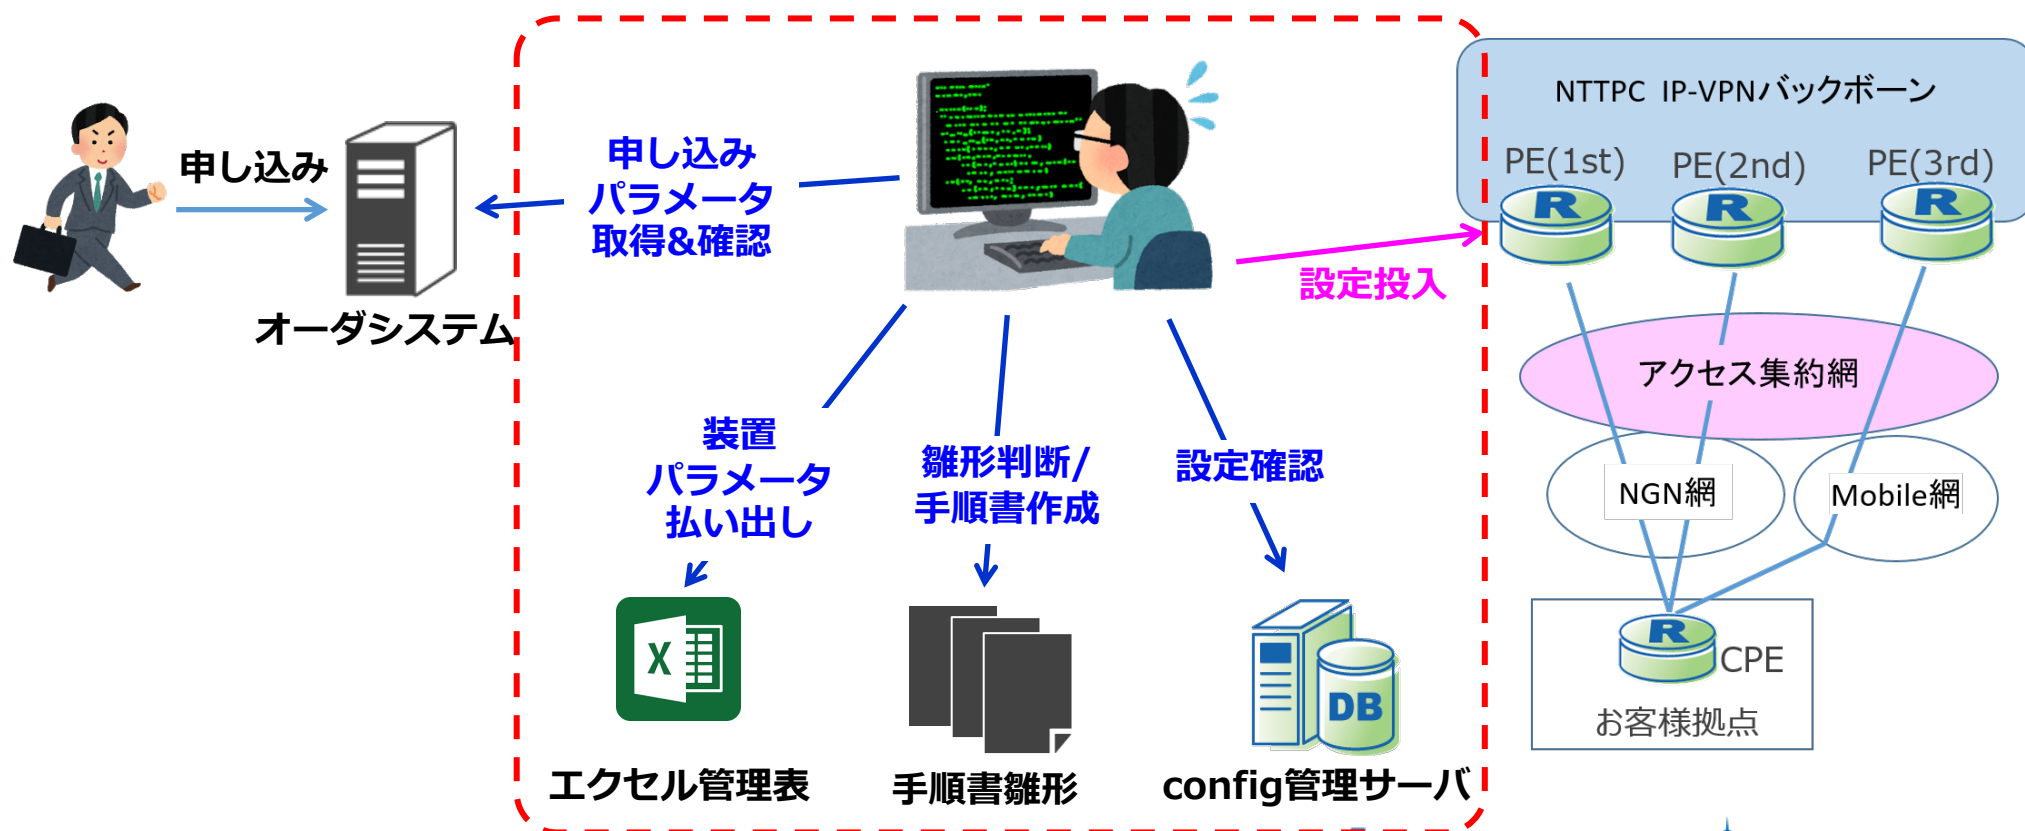 申し込み
オーダシステム
申し込み
パラメータ
取得&確認
設定投入
装置
パラメータ
払い出し
雛形判断/
手順書作成
設定確認
X
DB
エクセル管理表
手順書雛形
config管理サーバ
NTTPC IP-VPNバックボーン
PE(1st)
PE(2nd)
PE(3rd)
R
R
R
アクセス集約網
NGN網
Mobile網
R
CPE
お客様拠点